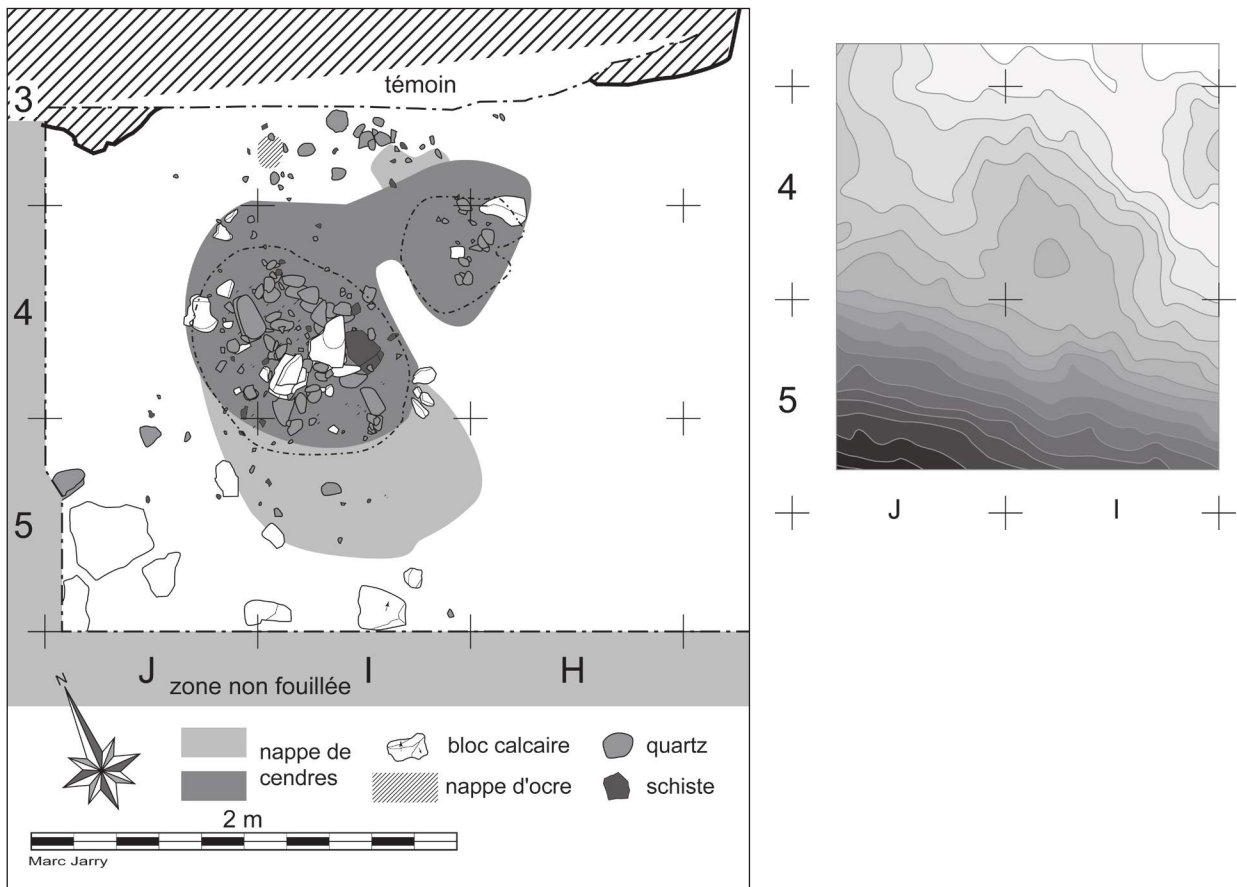 témoin
3
4
5
J
I
H
zone non fouillée
N
nappe de
cendres
bloc calcaire
nappe d'ocre
quartz
schiste
2 m
Marc Jarry
4
5
J
I